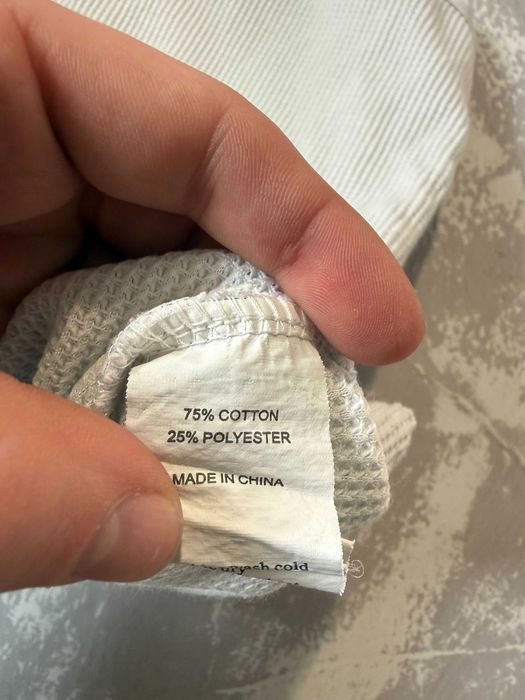 75% COTTON
25% POLYESTER
MADE IN CHINA
cold